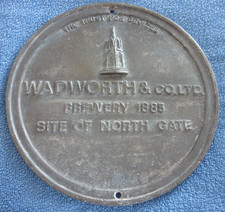 WADWORTH & CO. LTD.
BREWERY 1885
SITE OF NORTH GATE